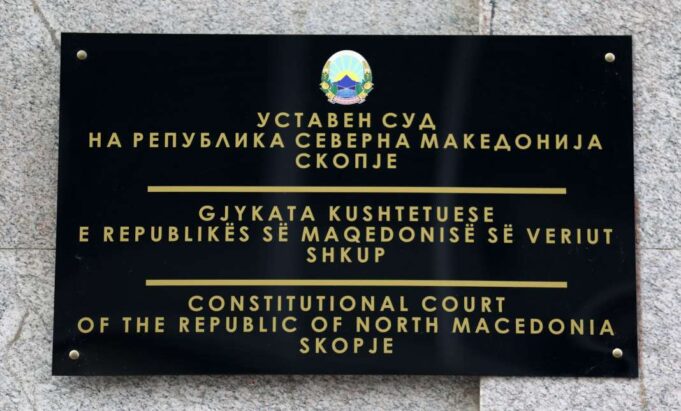 УСТАВЕН СУД
НА РЕПУБЛИКА СЕВЕРНА МАКЕДОНИЈА
СКОПЈЕ
GJYKATA KUSHTETUESE
E REPUBLIKËS SË MAQEDONISË SË VERIUT
SHKUP
CONSTITUTIONAL COURT
OF THE REPUBLIC OF NORTH MACEDONIA
SKOPJE